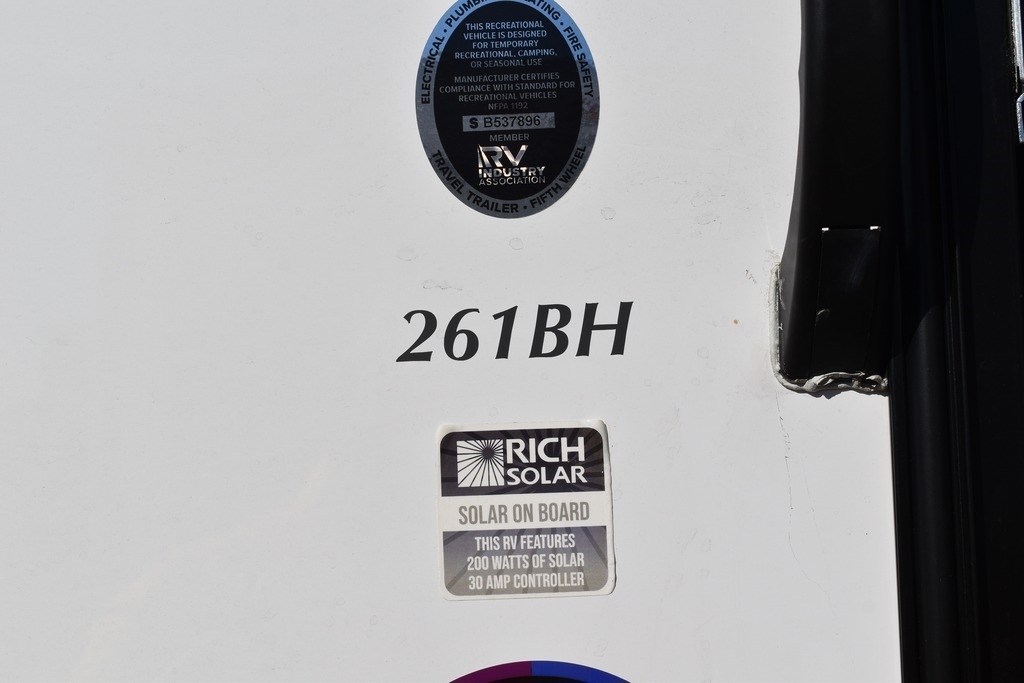 ELECTRICAL • PLUMBING • HEATING • FIRE SAFETY
THIS RECREATIONAL
VEHICLE IS DESIGNED
FOR TEMPORARY
RECREATIONAL, CAMPING,
OR SEASONAL USE
MANUFACTURER CERTIFIES
COMPLIANCE WITH STANDARD FOR
RECREATIONAL VEHICLES
NFPA 1192
S B537896
MEMBER
RV
INDUSTRY
ASSOCIATION
TRAVEL TRAILER • FIFTH WHEEL
261BH
RICH
SOLAR
SOLAR ON BOARD
THIS RV FEATURES
200 WATTS OF SOLAR
30 AMP CONTROLLER